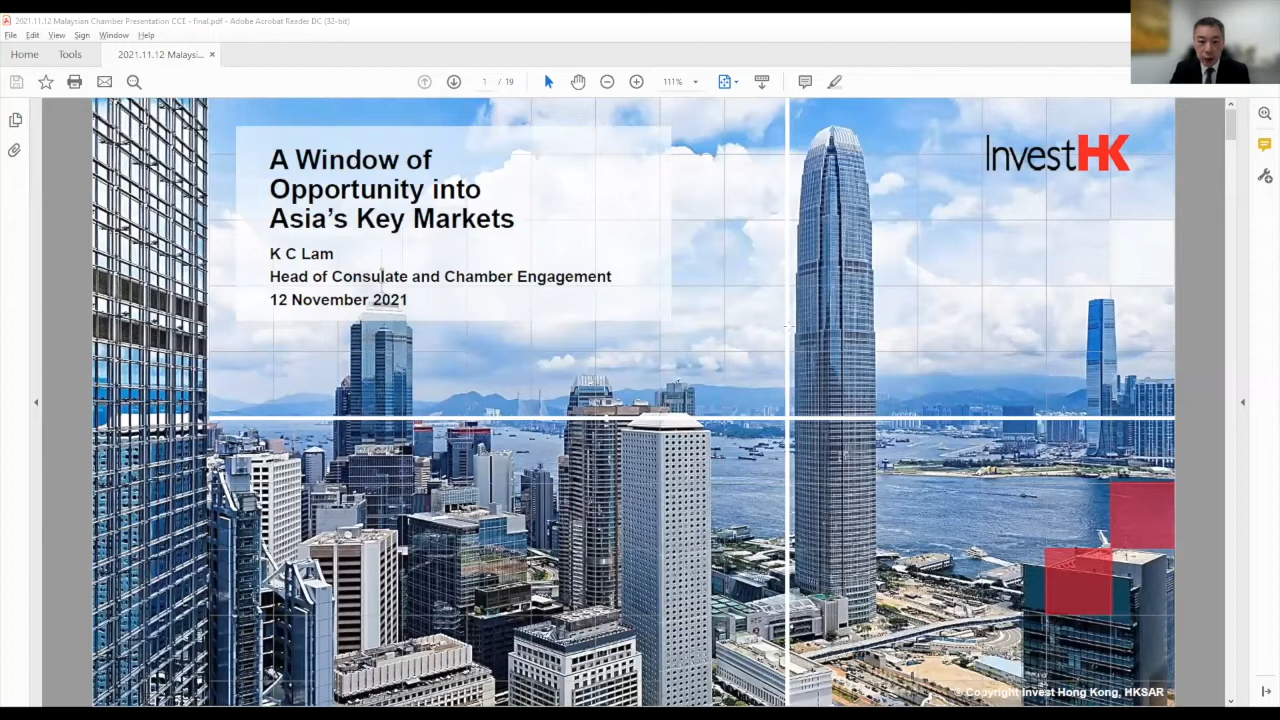 2021.11.12 Malaysian Chamber Presentation CCE - final.pdf - Adobe Acrobat Reader DC (32-bit)
File Edit View Sign Window Help
Home Tools 2021.11.12 Malaysi... ×
1 / 19 111%
InvestHK
A Window of
Opportunity into
Asia's Key Markets
K C Lam
Head of Consulate and Chamber Engagement
12 November 2021
© Copyright Invest Hong Kong, HKSAR